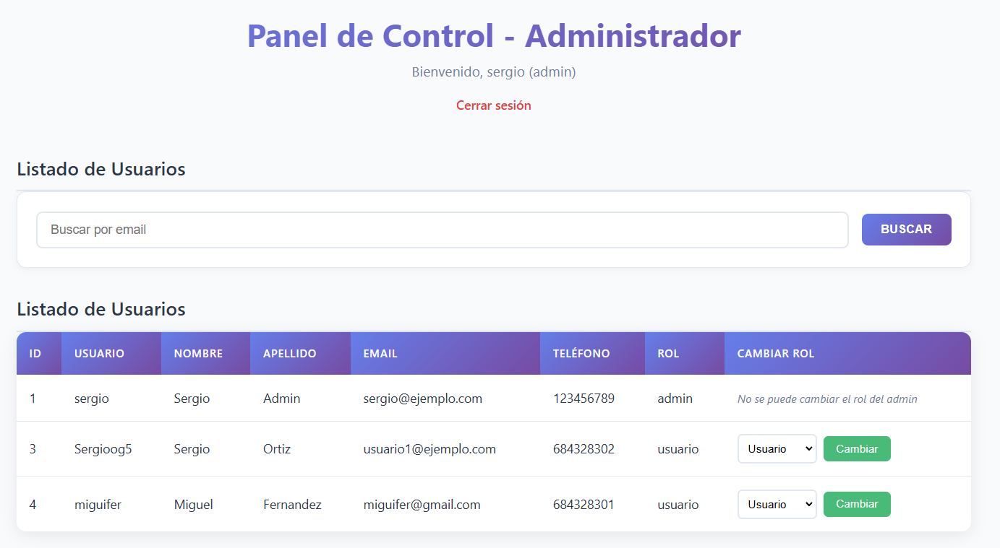 Panel de Control - Administrador
Bienvenido, sergio (admin)
Cerrar sesión
Listado de Usuarios
Buscar por email BUSCAR
Listado de Usuarios
ID USUARIO NOMBRE APELLIDO EMAIL TELÉFONO ROL CAMBIAR ROL
1 sergio Sergio Admin sergio@ejemplo.com 123456789 admin No se puede cambiar el rol del admin
3 Sergioog5 Sergio Ortiz usuario1@ejemplo.com 684328302 usuario Usuario Cambiar
4 miguifer Miguel Fernandez miguifer@gmail.com 684328301 usuario Usuario Cambiar